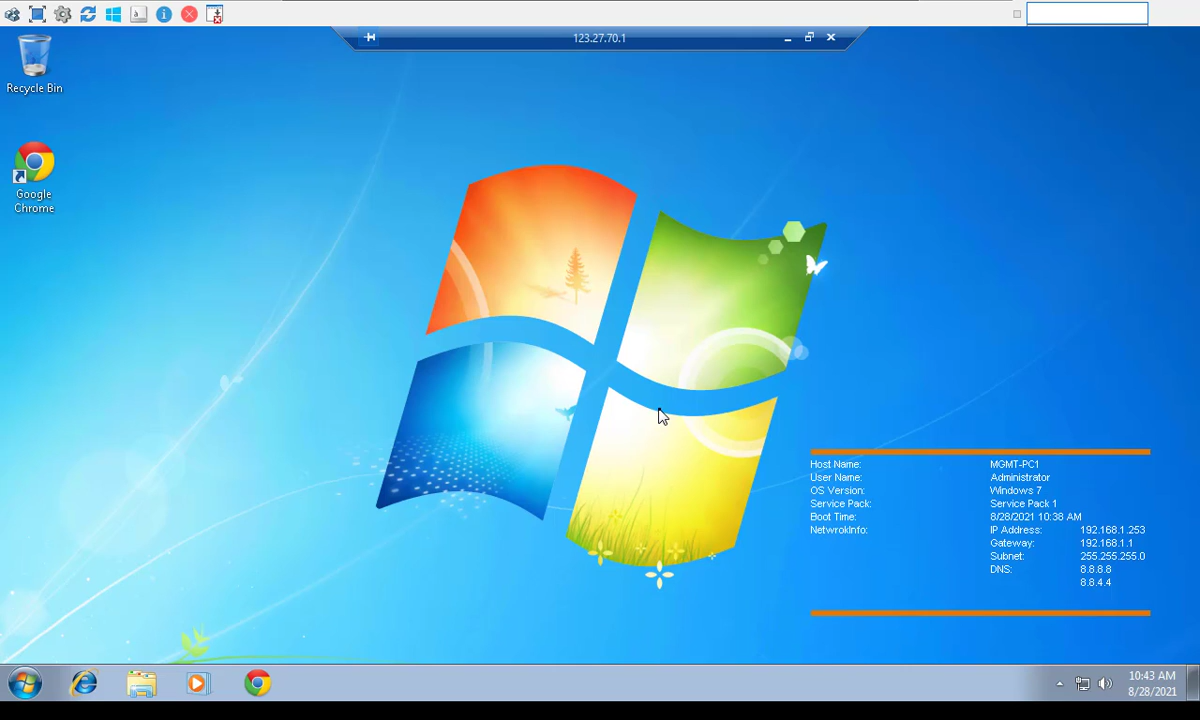 123.27.70.1
Recycle Bin
Google
Chrome
Host Name: MGMT-PC1
User Name: Administrator
OS Version: Windows 7
Service Pack: Service Pack 1
Boot Time: 8/28/2021 10:38 AM
NetwrokInfo: IP Address: 192.168.1.253
Gateway: 192.168.1.1
Subnet: 255.255.255.0
DNS: 8.8.8.8
8.8.4.4
10:43 AM
8/28/2021